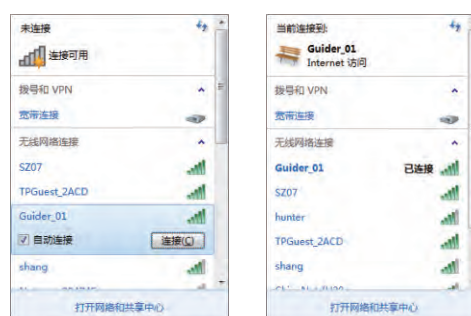 未连接
连接可用
拨号和 VPN
宽带连接
无线网络连接
SZ07
TPGuest_2ACD
Guider_01
自动连接 连接(C)
shang
打开网络和共享中心
当前连接到:
Guider_01
Internet 访问
拨号和 VPN
宽带连接
无线网络连接
Guider_01 已连接
SZ07
hunter
TPGuest_2ACD
shang
打开网络和共享中心